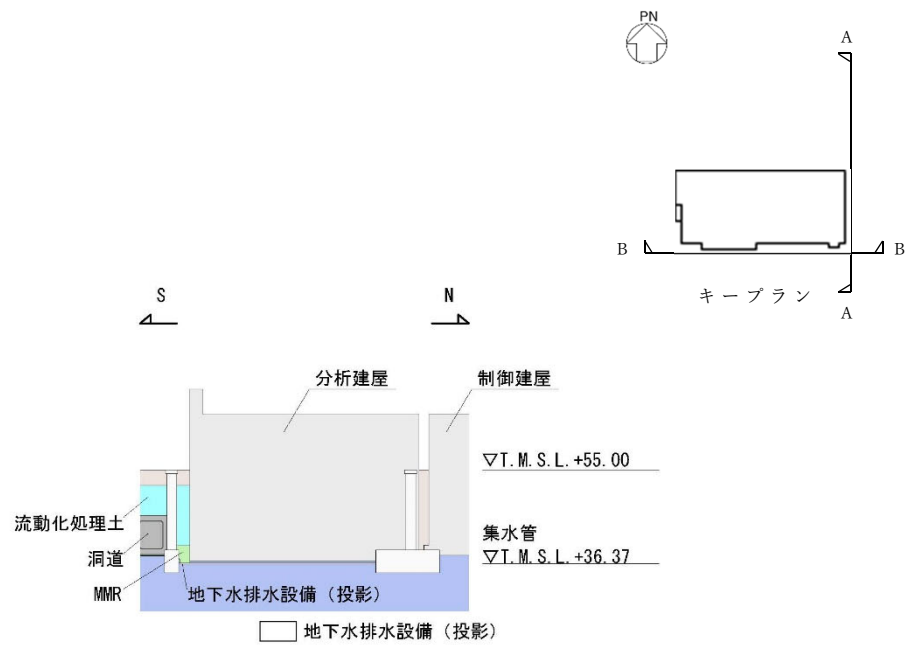 PN
A
B
B
キープラン
A
S
N
分析建屋
制御建屋
▽T.M.S.L.+55.00
流動化処理土
集水管
▽T.M.S.L.+36.37
洞道
MMR
地下水排水設備（投影）
地下水排水設備（投影）